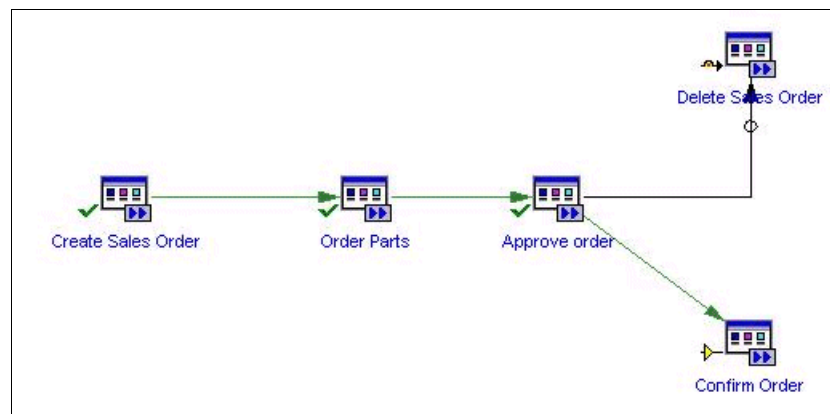 Delete Sales Order
Create Sales Order
Order Parts
Approve order
Confirm Order